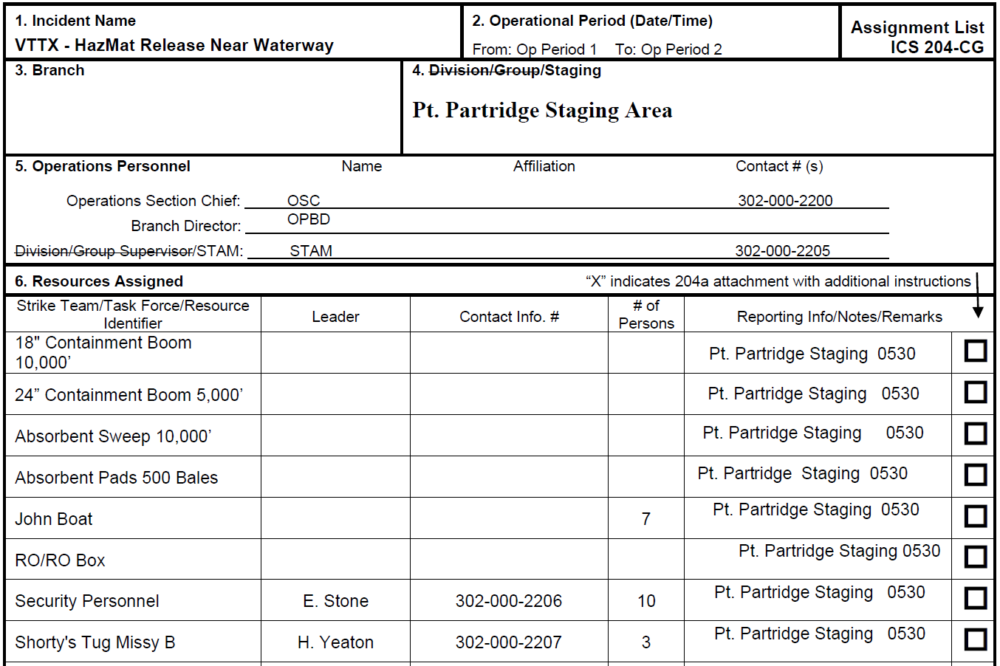 1. Incident Name
VTTX - HazMat Release Near Waterway
2. Operational Period (Date/Time)
From: Op Period 1 To: Op Period 2
Assignment List
ICS 204-CG
3. Branch
4. Division/Group/Staging
Pt. Partridge Staging Area
5. Operations Personnel Name Affiliation Contact # (s)
Operations Section Chief: OSC 302-000-2200
Branch Director: OPBD
Division/Group Supervisor/STAM: STAM 302-000-2205
6. Resources Assigned “X” indicates 204a attachment with additional instructions
Strike Team/Task Force/Resource
Identifier
Leader
Contact Info. #
# of
Persons
Reporting Info/Notes/Remarks
18" Containment Boom
10,000’
Pt. Partridge Staging 0530
24” Containment Boom 5,000’ Pt. Partridge Staging 0530
Absorbent Sweep 10,000’ Pt. Partridge Staging 0530
Absorbent Pads 500 Bales Pt. Partridge Staging 0530
John Boat 7 Pt. Partridge Staging 0530
RO/RO Box Pt. Partridge Staging 0530
Security Personnel E. Stone 302-000-2206 10 Pt. Partridge Staging 0530
Shorty's Tug Missy B H. Yeaton 302-000-2207 3 Pt. Partridge Staging 0530